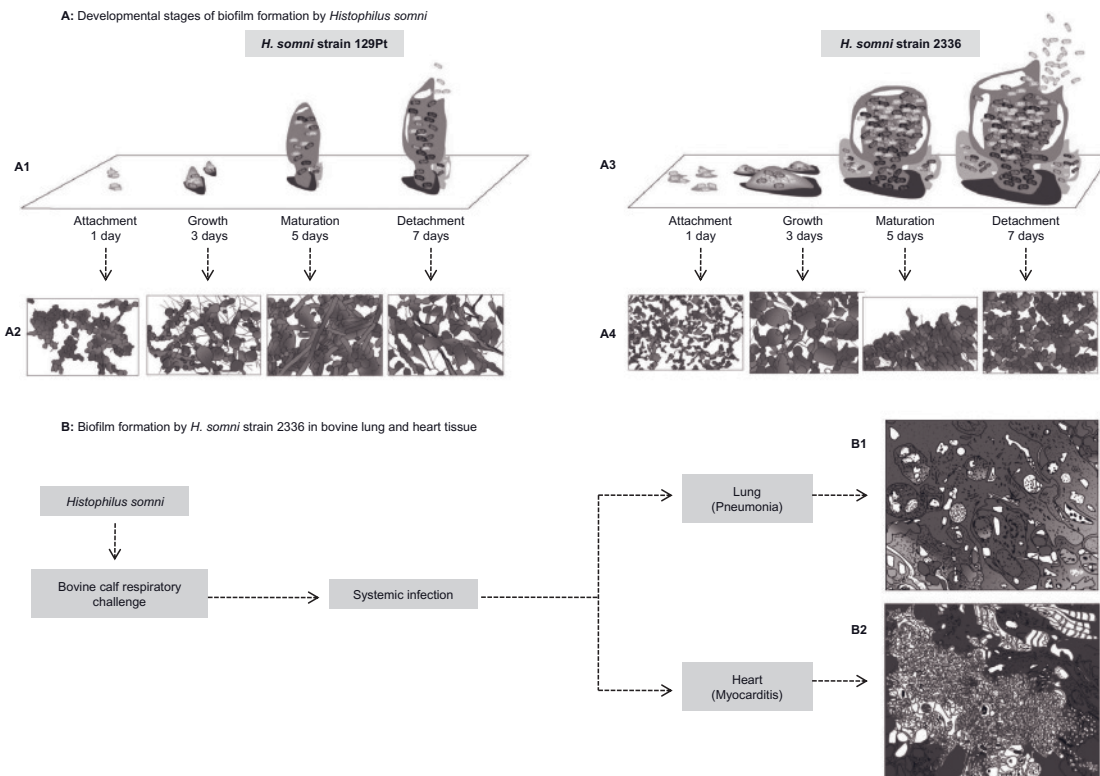 A: Developmental stages of biofilm formation by Histophilus somni
H. somni strain 129Pt
H. somni strain 2336
A1
Attachment
1 day
Growth
3 days
Maturation
5 days
Detachment
7 days
A3
Attachment
1 day
Growth
3 days
Maturation
5 days
Detachment
7 days
A2
A4
B: Biofilm formation by H. somni strain 2336 in bovine lung and heart tissue
B1
Histophilus somni
Bovine calf respiratory
challenge
Systemic infection
Lung
(Pneumonia)
B2
Heart
(Myocarditis)